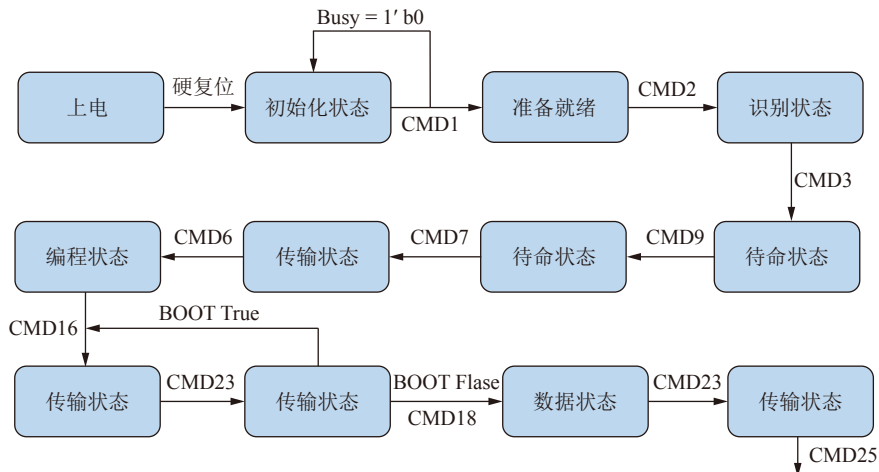 Busy = 1′ b0
上电
硬复位
初始化状态
CMD1
准备就绪
CMD2
识别状态
CMD3
编程状态
CMD6
传输状态
CMD7
待命状态
CMD9
待命状态
CMD16
BOOT True
传输状态
CMD23
传输状态
BOOT Flase
CMD18
数据状态
CMD23
传输状态
CMD25